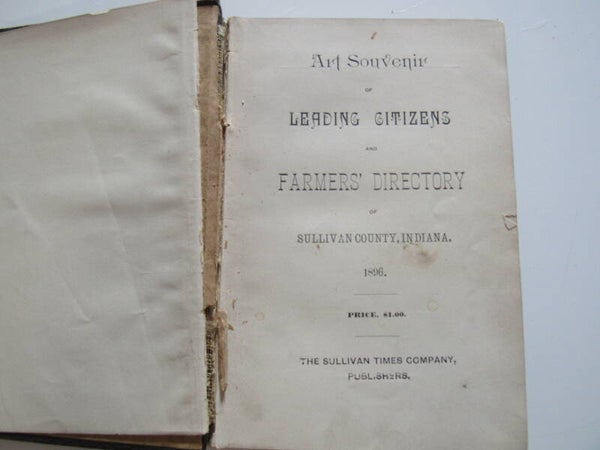 Art Souvenir
OF
LEADING CITIZENS
AND
FARMERS' DIRECTORY
OF
SULLIVAN COUNTY, INDIANA.
1896.
PRICE, $1.00.
THE SULLIVAN TIMES COMPANY,
PUBLISHERS.